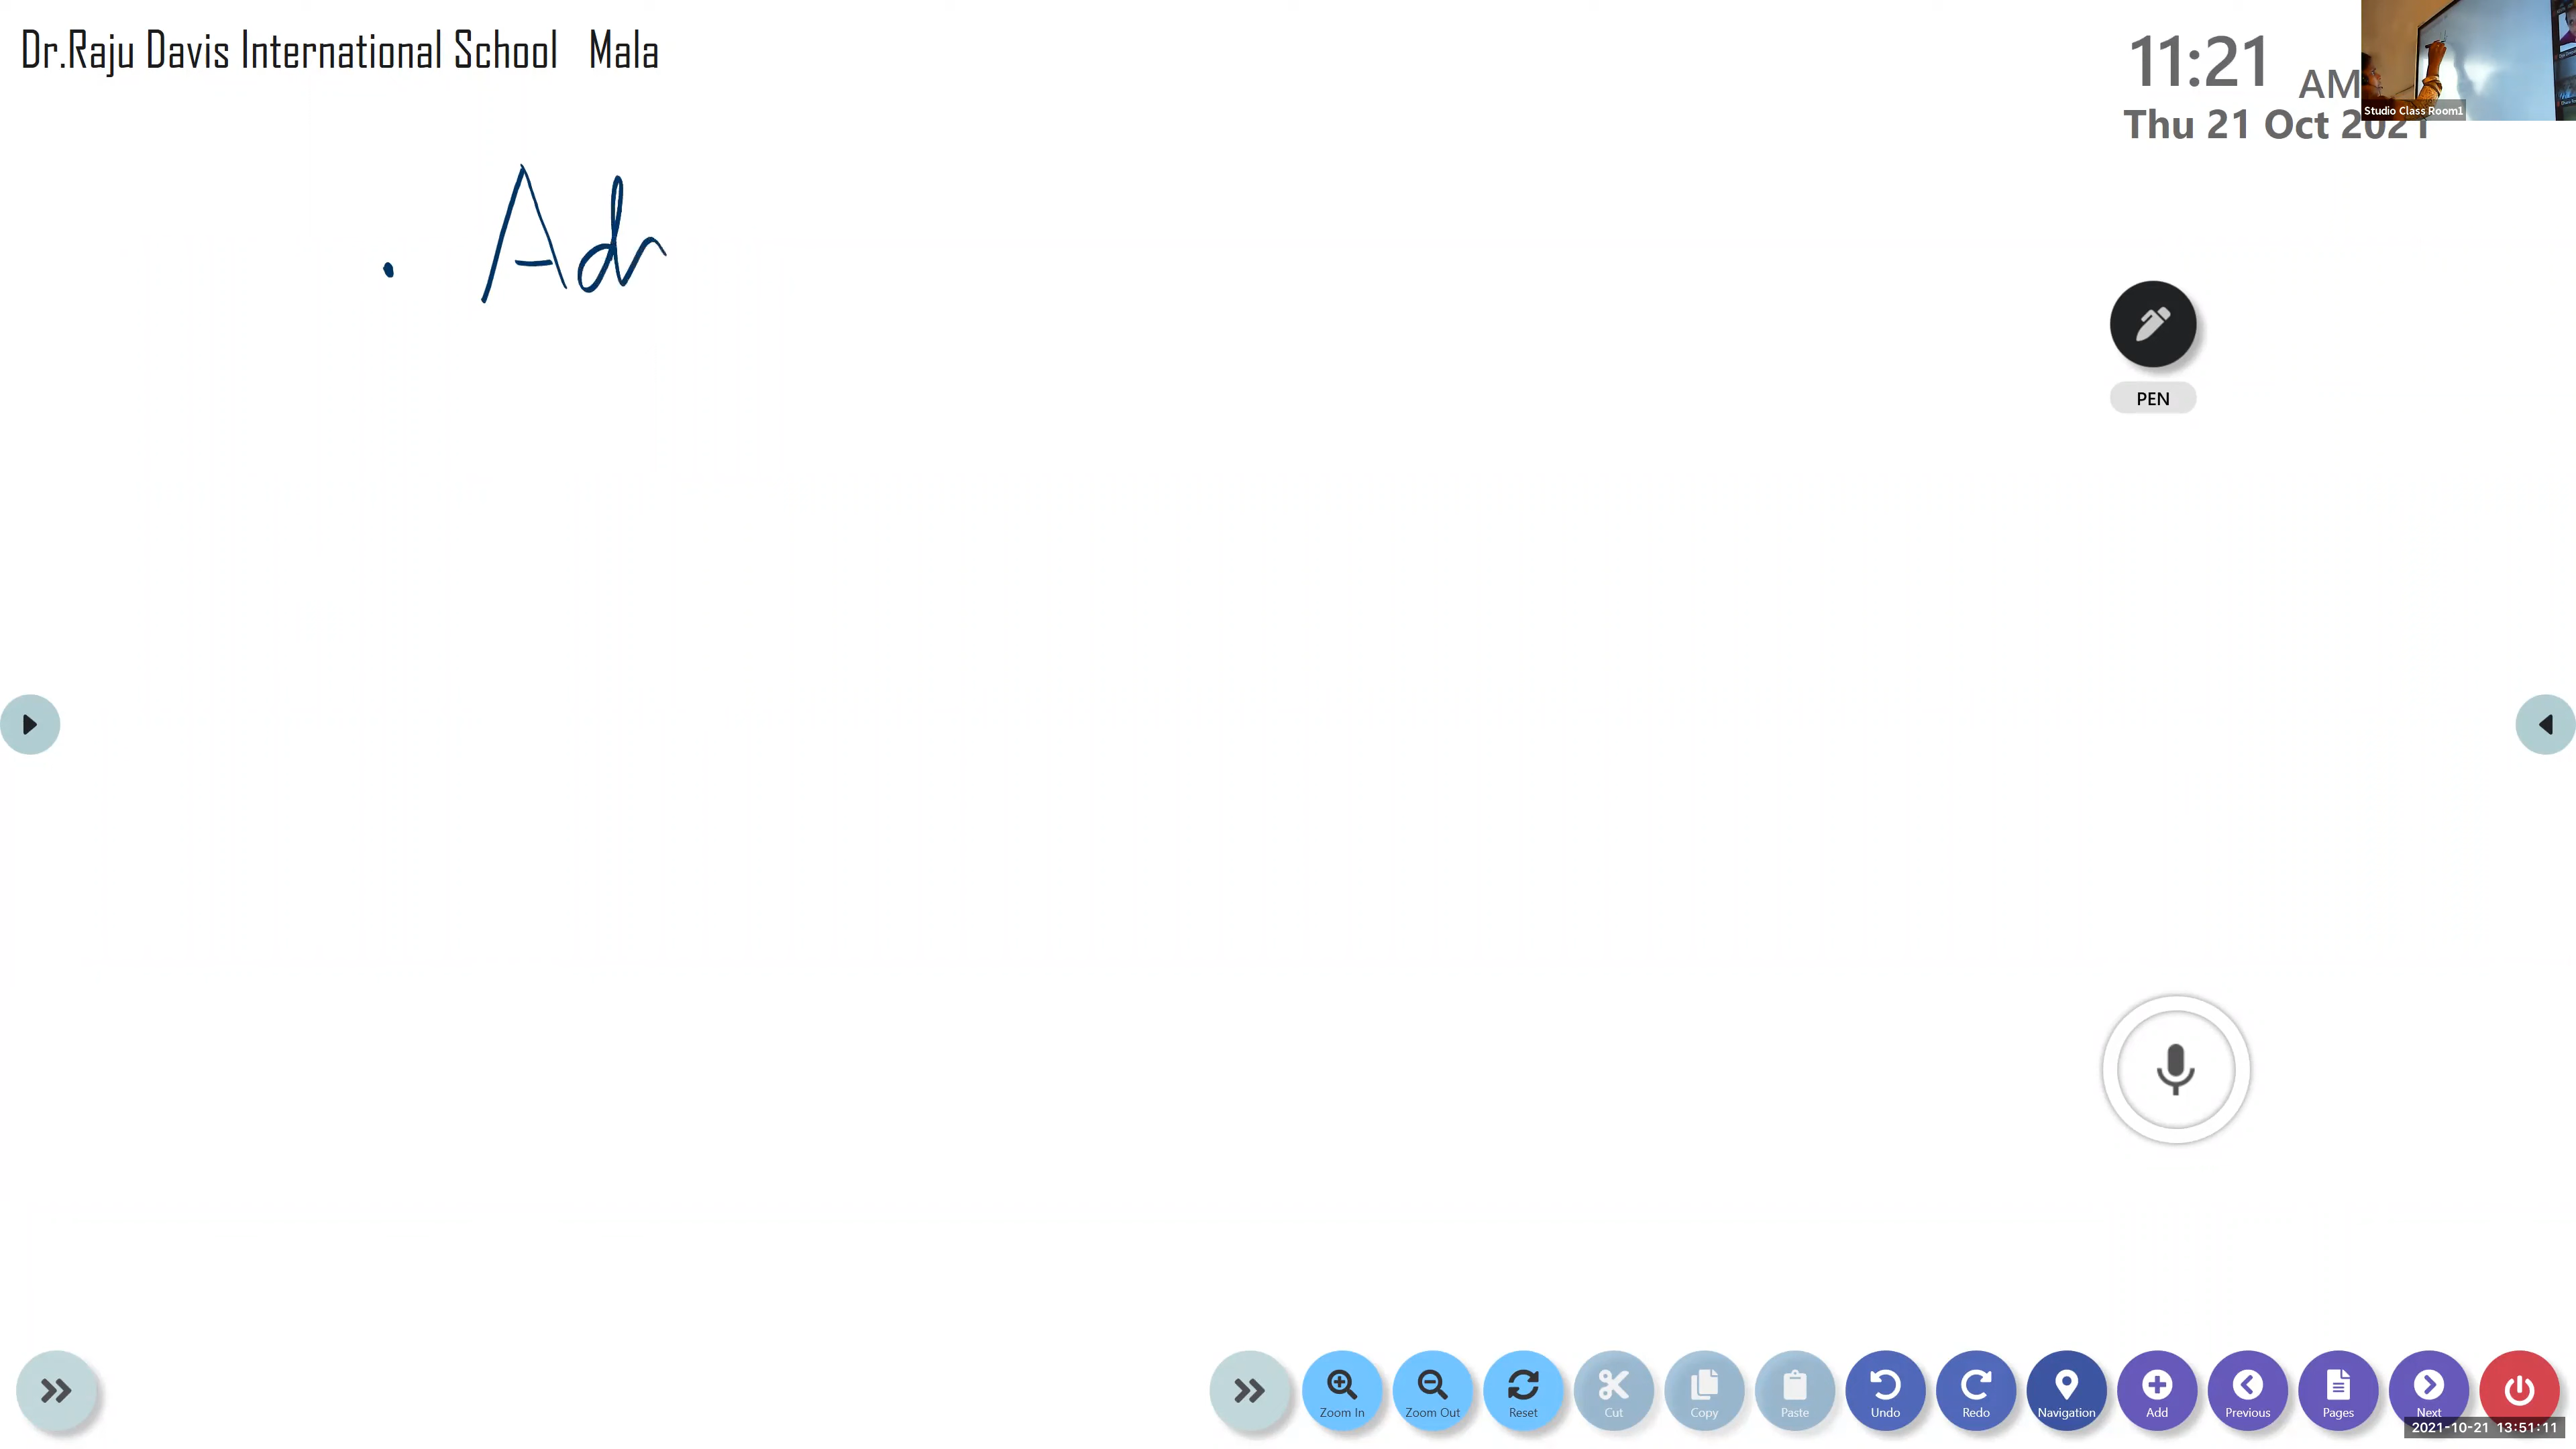 Dr.Raju Davis International School Mala
11:21 AM
Thu 21 Oct 2021
Studio Class Room1
. Ad
PEN
Zoom In Zoom Out Reset Cut Copy Paste Undo Redo Navigation Add Previous Pages Next
2021-10-21 13:51:11